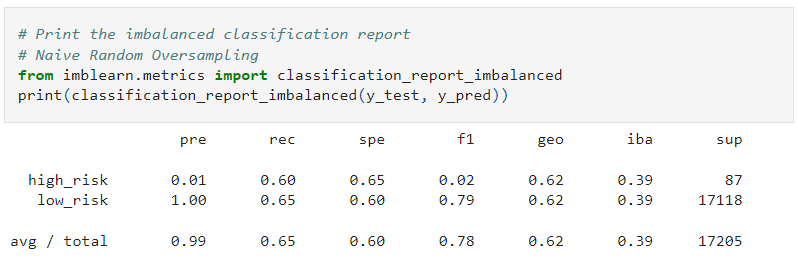 # Print the imbalanced classification report
# Naive Random Oversampling
from imblearn.metrics import classification_report_imbalanced
print(classification_report_imbalanced(y_test, y_pred))
pre rec spe f1 geo iba sup
high_risk 0.01 0.60 0.65 0.02 0.62 0.39 87
low_risk 1.00 0.65 0.60 0.79 0.62 0.39 17118
avg / total 0.99 0.65 0.60 0.78 0.62 0.39 17205